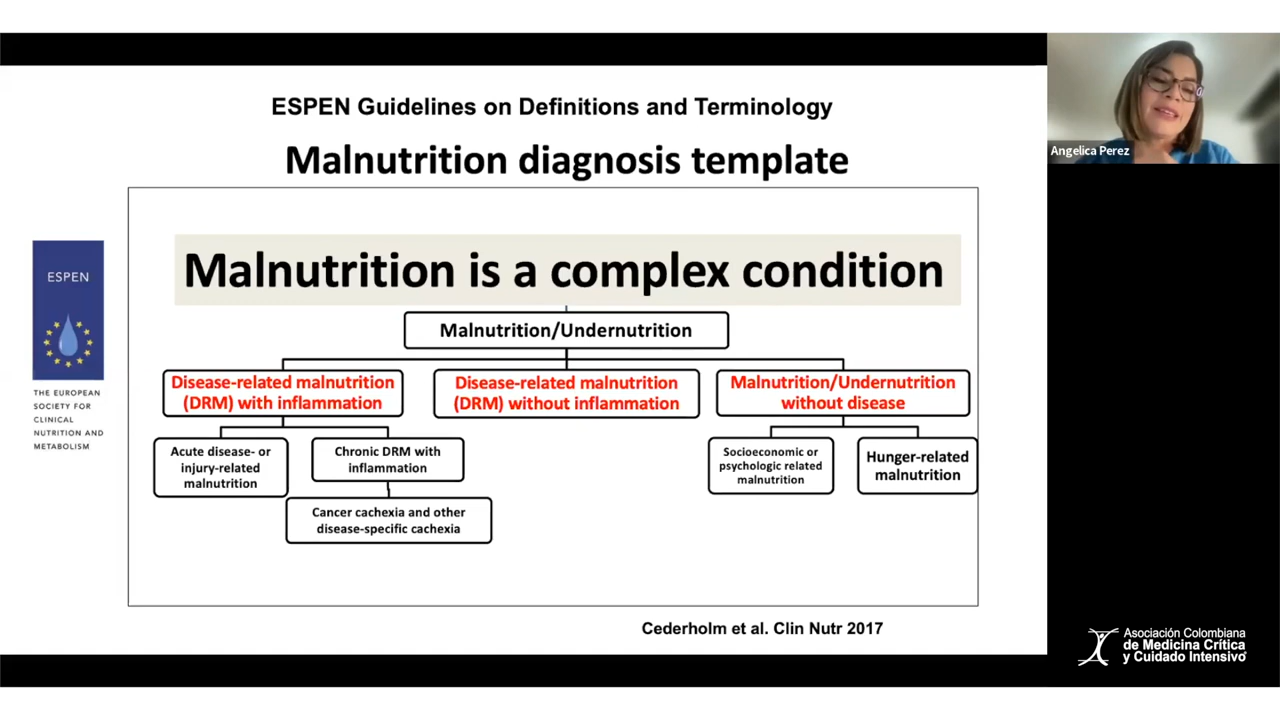 ESPEN Guidelines on Definitions and Terminology
Malnutrition diagnosis template
Angelica Perez
ESPEN
THE EUROPEAN
SOCIETY FOR
CLINICAL
NUTRITION AND
METABOLISM
Malnutrition is a complex condition
Malnutrition/Undernutrition
Disease-related malnutrition
(DRM) with inflammation
Disease-related malnutrition
(DRM) without inflammation
Malnutrition/Undernutrition
without disease
Acute disease- or
injury-related
malnutrition
Chronic DRM with
inflammation
Socioeconomic or
psychologic related
malnutrition
Hunger-related
malnutrition
Cancer cachexia and other
disease-specific cachexia
Cederholm et al. Clin Nutr 2017
Asociación Colombiana
de Medicina Crítica
y Cuidado Intensivo